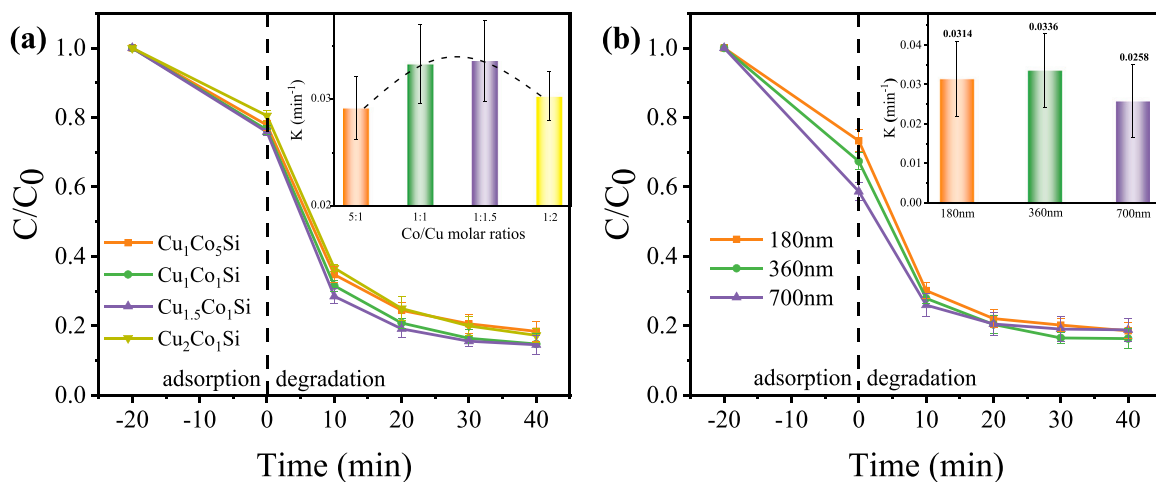 (a)
C/C0
1.0
0.8
0.6
0.4
0.2
0.0
K (min⁻¹)
0.03
0.02
5:1 1:1 1:1.5 1:2
Co/Cu molar ratios
Cu₁Co₅Si
Cu₁Co₁Si
Cu₁.₅Co₁Si
Cu₂Co₁Si
adsorption degradation
-20 -10 0 10 20 30 40
Time (min)
(b)
C/C0
1.0
0.8
0.6
0.4
0.2
0.0
K (min⁻¹)
0.04
0.03
0.02
0.01
0.00
0.0314 0.0336 0.0258
180nm 360nm 700nm
180nm
360nm
700nm
adsorption degradation
-20 -10 0 10 20 30 40
Time (min)